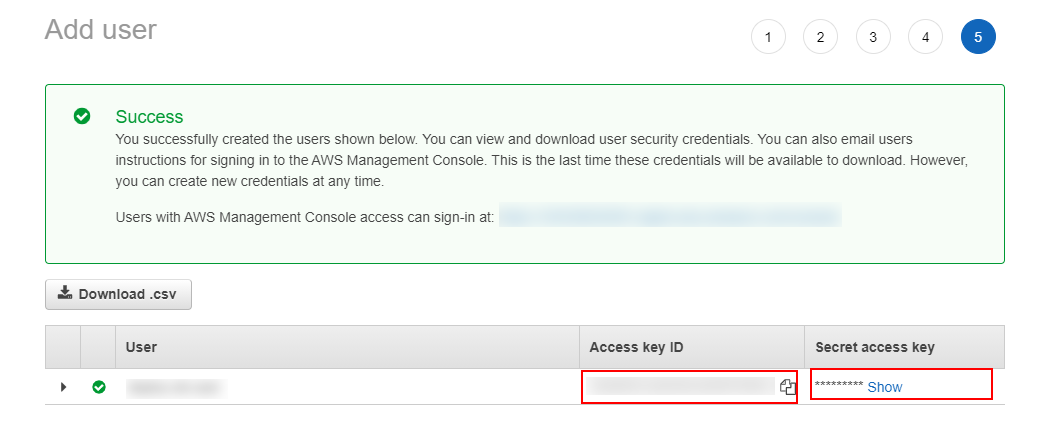 Add user
1 2 3 4 5
Success
You successfully created the users shown below. You can view and download user security credentials. You can also email users
instructions for signing in to the AWS Management Console. This is the last time these credentials will be available to download. However,
you can create new credentials at any time.
Users with AWS Management Console access can sign-in at:
Download .csv
User Access key ID Secret access key
********* Show